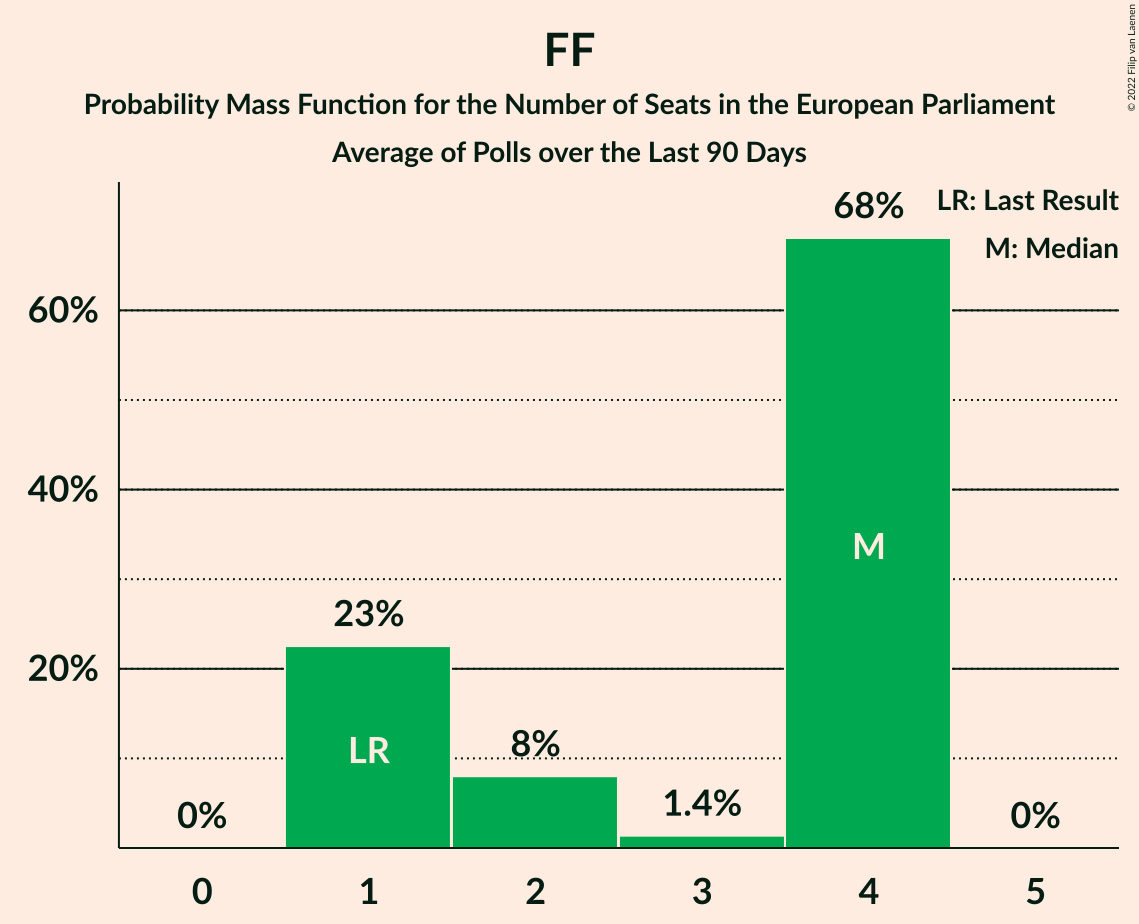 FF
Probability Mass Function for the Number of Seats in the European Parliament
Average of Polls over the Last 90 Days
© 2022 Filip van Laenen
LR: Last Result
M: Median
68%
60%
40%
20%
M
23%
LR
8%
1.4%
0%
0%
0 1 2 3 4 5